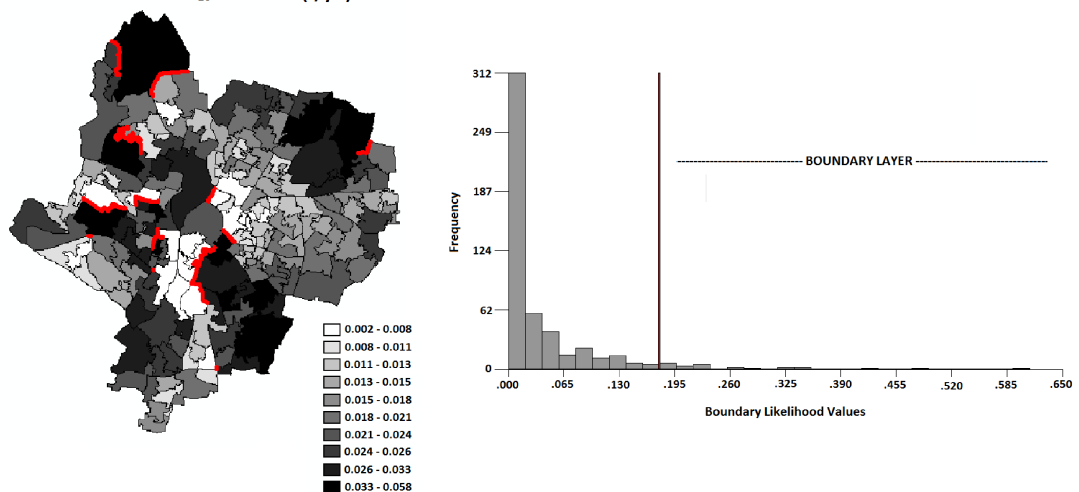 0.002 - 0.008
0.008 - 0.011
0.011 - 0.013
0.013 - 0.015
0.015 - 0.018
0.018 - 0.021
0.021 - 0.024
0.024 - 0.026
0.026 - 0.033
0.033 - 0.058
Frequency
312
249
187
124
62
0
BOUNDARY LAYER
.000 .065 .130 .195 .260 .325 .390 .455 .520 .585 .650
Boundary Likelihood Values